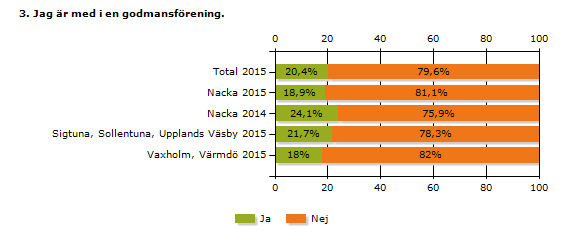 3. Jag är med i en godmansförening.
0 20 40 60 80 100
Total 2015 20,4% 79,6%
Nacka 2015 18,9% 81,1%
Nacka 2014 24,1% 75,9%
Sigtuna, Sollentuna, Upplands Väsby 2015 21,7% 78,3%
Vaxholm, Värmdö 2015 18% 82%
0 20 40 60 80 100
Ja Nej